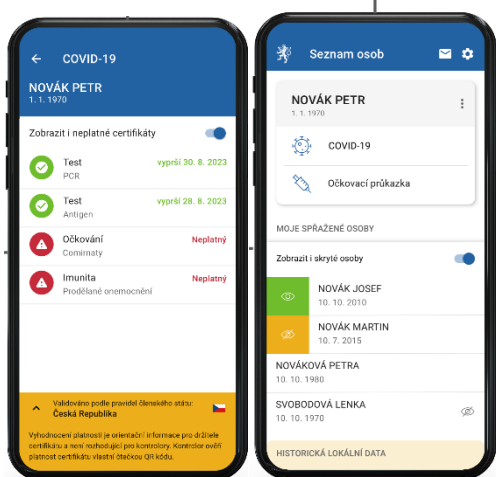 COVID-19
NOVÁK PETR
1. 1. 1970
Zobrazit i neplatné certifikáty
Test
vyprší 30. 8. 2023
PCR
Test
vyprší 28. 8. 2023
Antigen
Očkování
Neplatný
Comirnaty
Imunita
Neplatný
Prodělané onemocnění
Validováno podle pravidel členského státu:
Česká Republika
Vyhodnocení platnosti je orientační informace pro držitele
certifikátu a není rozhodující pro kontrolory. Kontrolor ověří
platnost certifikátu vlastní čtečkou QR kódu.
Seznam osob
NOVÁK PETR
1. 1. 1970
COVID-19
Očkovací průkazka
MOJE SPŘAŽENÉ OSOBY
Zobrazit i skryté osoby
NOVÁK JOSEF
10. 10. 2010
NOVÁK MARTIN
10. 7. 2015
NOVÁKOVÁ PETRA
10. 10. 1980
SVOBODOVÁ LENKA
10. 10. 1970
HISTORICKÁ LOKÁLNÍ DATA